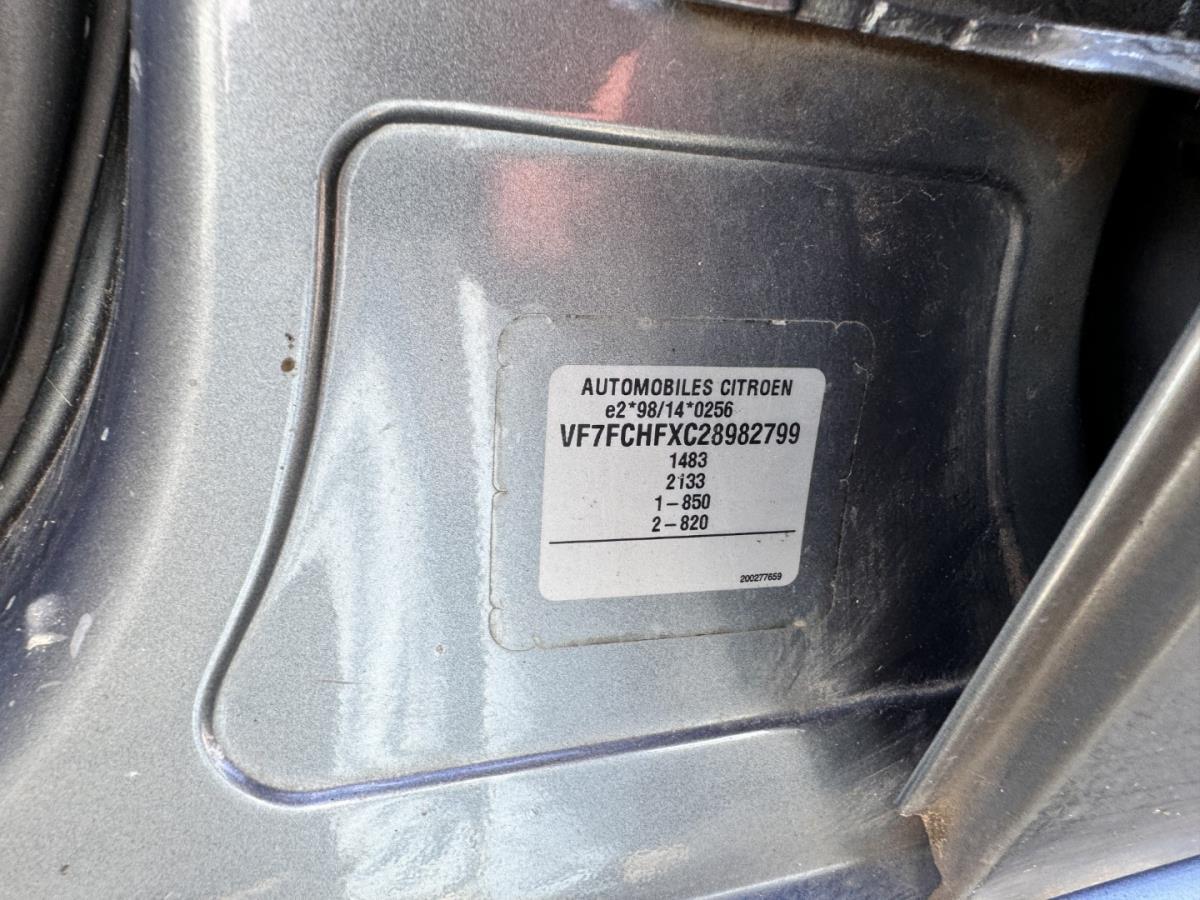 AUTOMOBILES CITROEN
e2*98/14*0256
VF7FCHFXC28982799
1483
2133
1-850
2-820
200277659